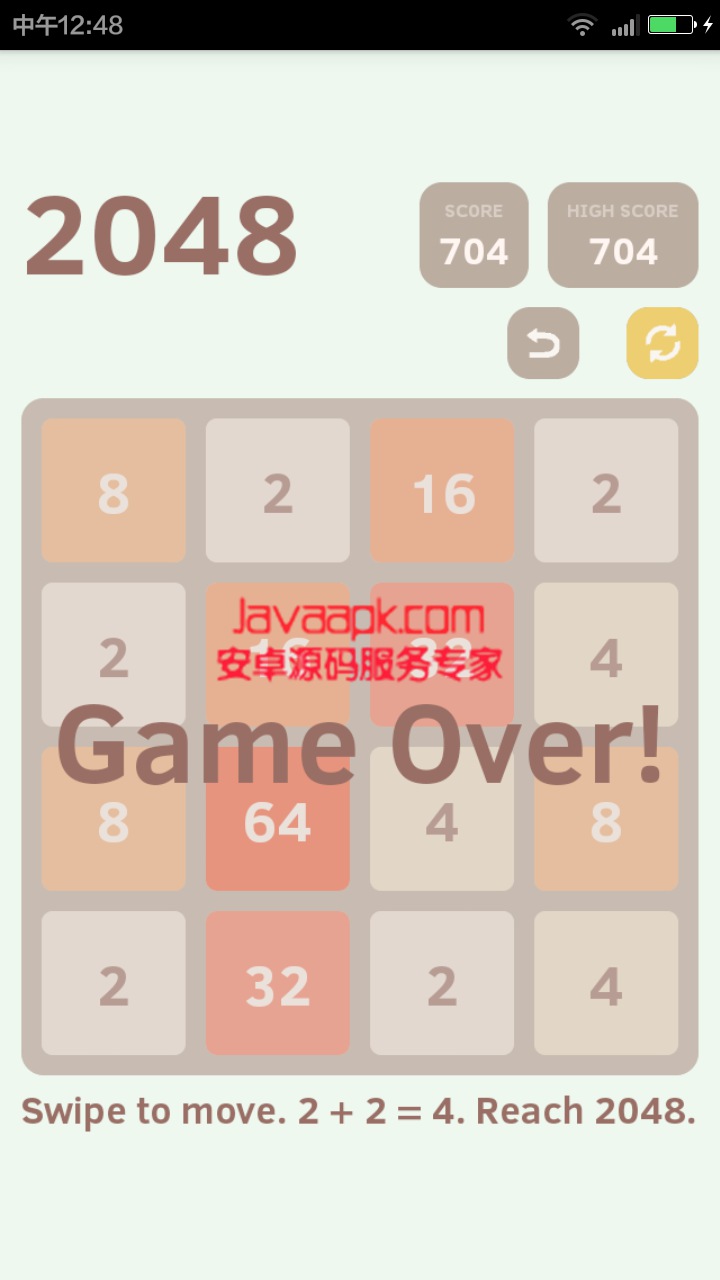 中午12:48
2048
SCORE
704
HIGH SCORE
704
8 2 16 2
2 16 32 4
Javaapk.com
安卓源码服务专家
Game Over!
8 64 4 8
2 32 2 4
Swipe to move. 2 + 2 = 4. Reach 2048.